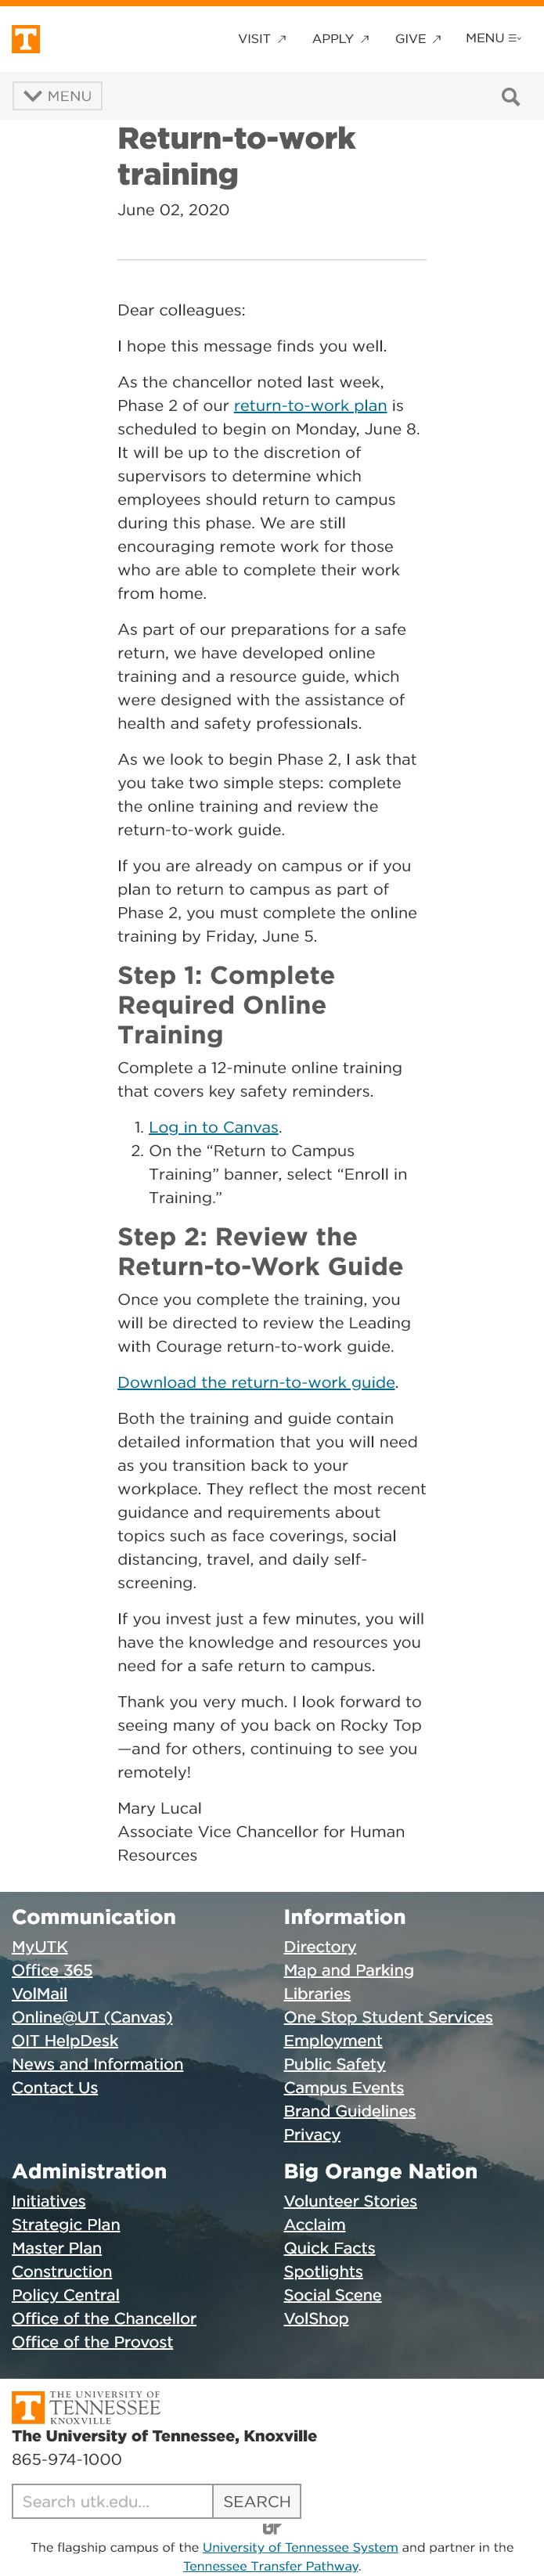 VISIT ↗ APPLY ↗ GIVE ↗ MENU
MENU
Return-to-work
training
June 02, 2020
Dear colleagues:
I hope this message finds you well.
As the chancellor noted last week,
Phase 2 of our return-to-work plan is
scheduled to begin on Monday, June 8.
It will be up to the discretion of
supervisors to determine which
employees should return to campus
during this phase. We are still
encouraging remote work for those
who are able to complete their work
from home.
As part of our preparations for a safe
return, we have developed online
training and a resource guide, which
were designed with the assistance of
health and safety professionals.
As we look to begin Phase 2, I ask that
you take two simple steps: complete
the online training and review the
return-to-work guide.
If you are already on campus or if you
plan to return to campus as part of
Phase 2, you must complete the online
training by Friday, June 5.
Step 1: Complete
Required Online
Training
Complete a 12-minute online training
that covers key safety reminders.
1. Log in to Canvas.
2. On the “Return to Campus
Training” banner, select “Enroll in
Training.”
Step 2: Review the
Return-to-Work Guide
Once you complete the training, you
will be directed to review the Leading
with Courage return-to-work guide.
Download the return-to-work guide.
Both the training and guide contain
detailed information that you will need
as you transition back to your
workplace. They reflect the most recent
guidance and requirements about
topics such as face coverings, social
distancing, travel, and daily self-
screening.
If you invest just a few minutes, you will
have the knowledge and resources you
need for a safe return to campus.
Thank you very much. I look forward to
seeing many of you back on Rocky Top
—and for others, continuing to see you
remotely!
Mary Lucal
Associate Vice Chancellor for Human
Resources
Communication
MyUTK
Office 365
VolMail
Online@UT (Canvas)
OIT HelpDesk
News and Information
Contact Us
Information
Directory
Map and Parking
Libraries
One Stop Student Services
Employment
Public Safety
Campus Events
Brand Guidelines
Privacy
Administration
Initiatives
Strategic Plan
Master Plan
Construction
Policy Central
Office of the Chancellor
Office of the Provost
Big Orange Nation
Volunteer Stories
Acclaim
Quick Facts
Spotlights
Social Scene
VolShop
T THE UNIVERSITY OF
TENNESSEE
KNOXVILLE
The University of Tennessee, Knoxville
865-974-1000
Search utk.edu... SEARCH
UT
The flagship campus of the University of Tennessee System and partner in the
Tennessee Transfer Pathway.